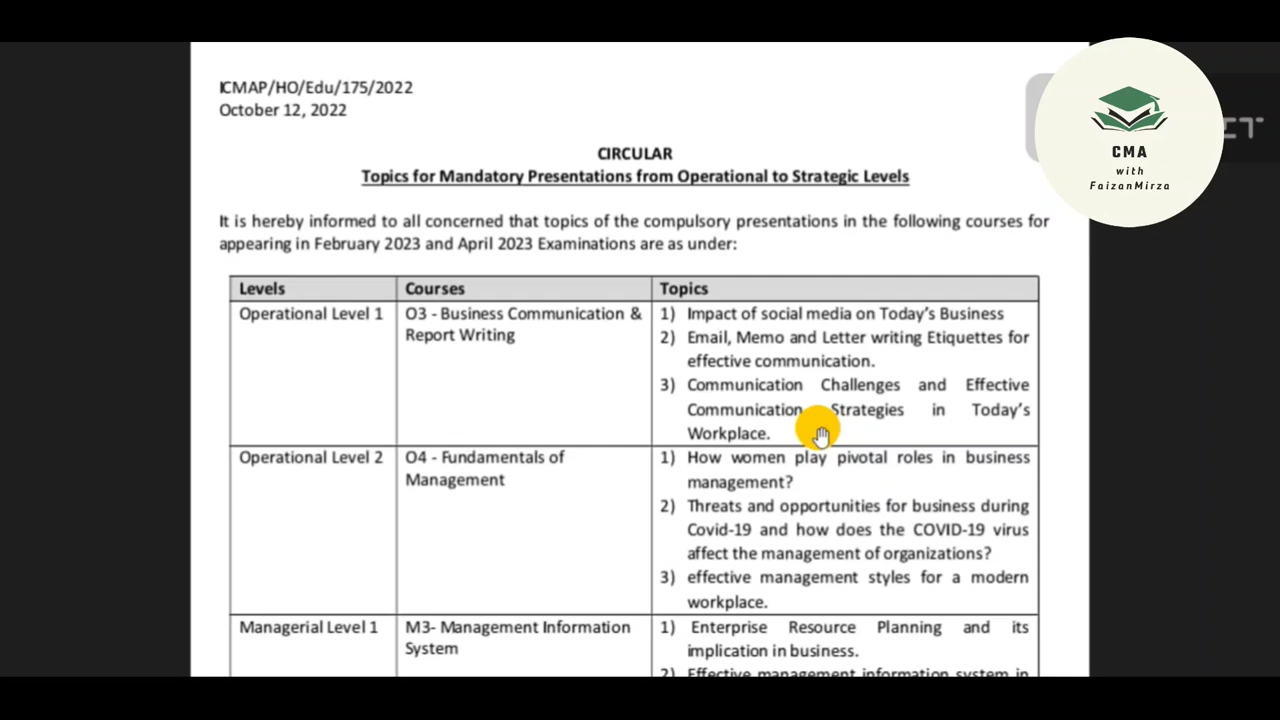 ICMAP/HO/Edu/175/2022
October 12, 2022
CIRCULAR
Topics for Mandatory Presentations from Operational to Strategic Levels
It is hereby informed to all concerned that topics of the compulsory presentations in the following courses for
appearing in February 2023 and April 2023 Examinations are as under:
Levels Courses Topics
Operational Level 1 O3 - Business Communication & 1) Impact of social media on Today's Business
Report Writing 2) Email, Memo and Letter writing Etiquettes for
effective communication.
3) Communication Challenges and Effective
Communication Strategies in Today's
Workplace.
Operational Level 2 O4 - Fundamentals of 1) How women play pivotal roles in business
Management management?
2) Threats and opportunities for business during
Covid-19 and how does the COVID-19 virus
affect the management of organizations?
3) effective management styles for a modern
workplace.
Managerial Level 1 M3- Management Information 1) Enterprise Resource Planning and its
System implication in business.
2) Effective management information system in
CMA
with
FaizanMirza